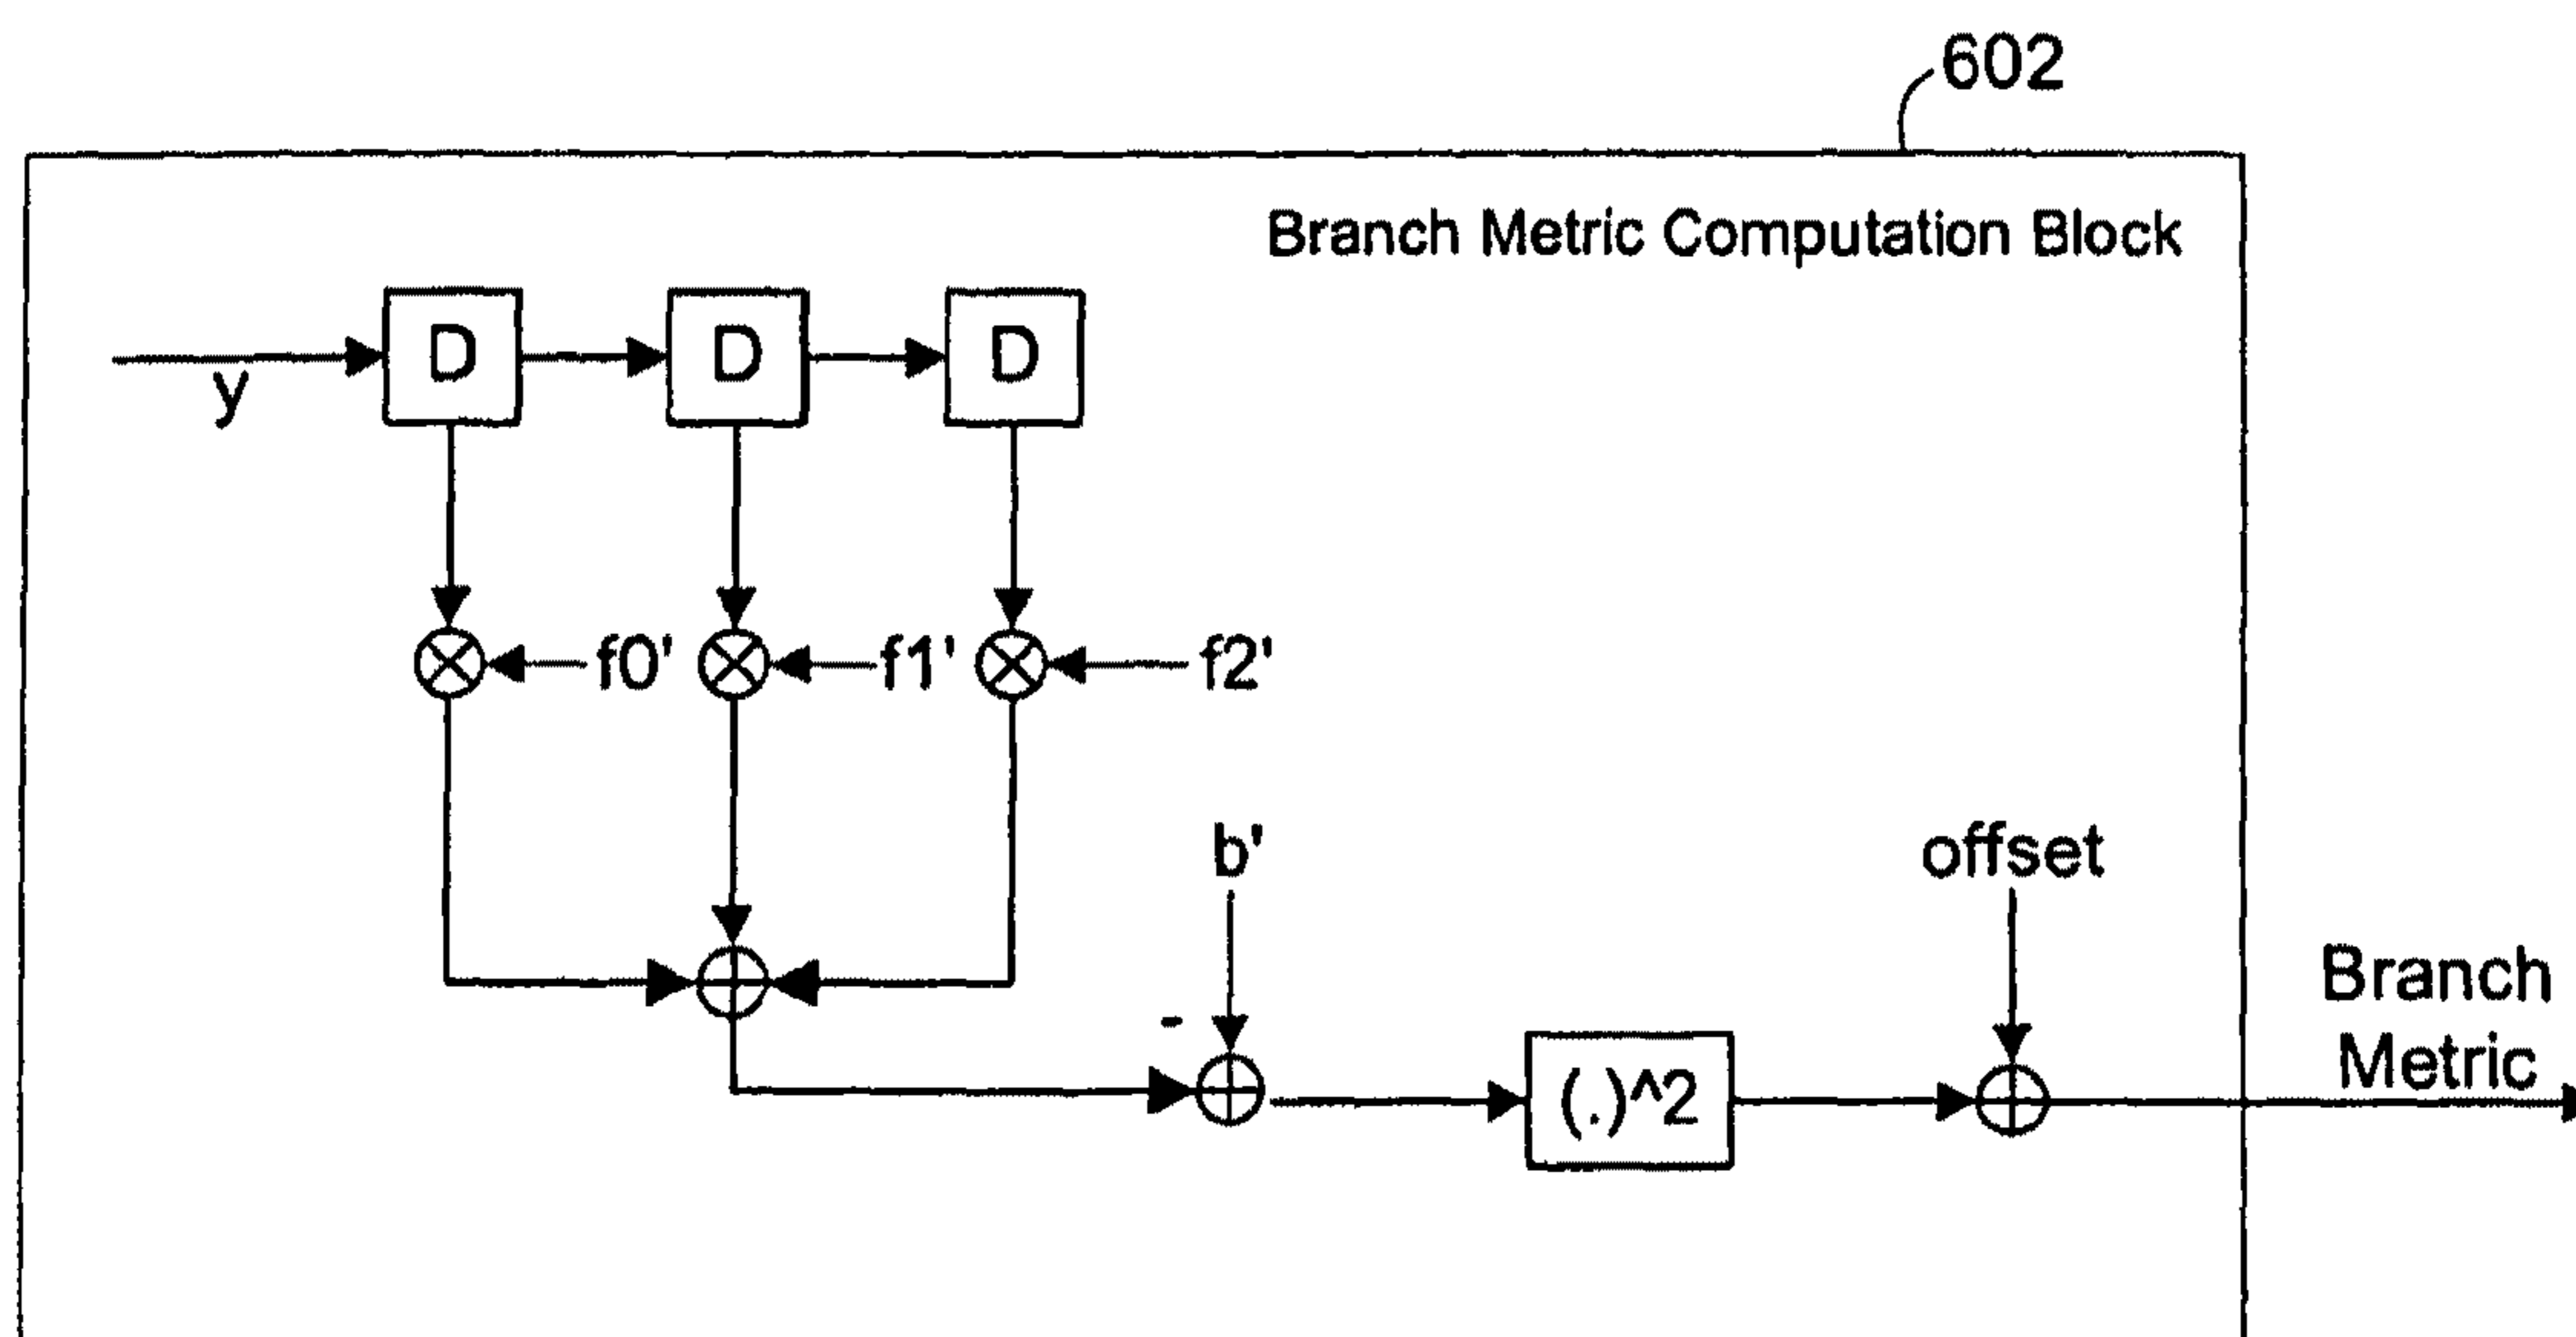 602
Branch Metric Computation Block
D D D
y
f0' f1' f2'
b' offset
-
(.)^2
Branch
Metric